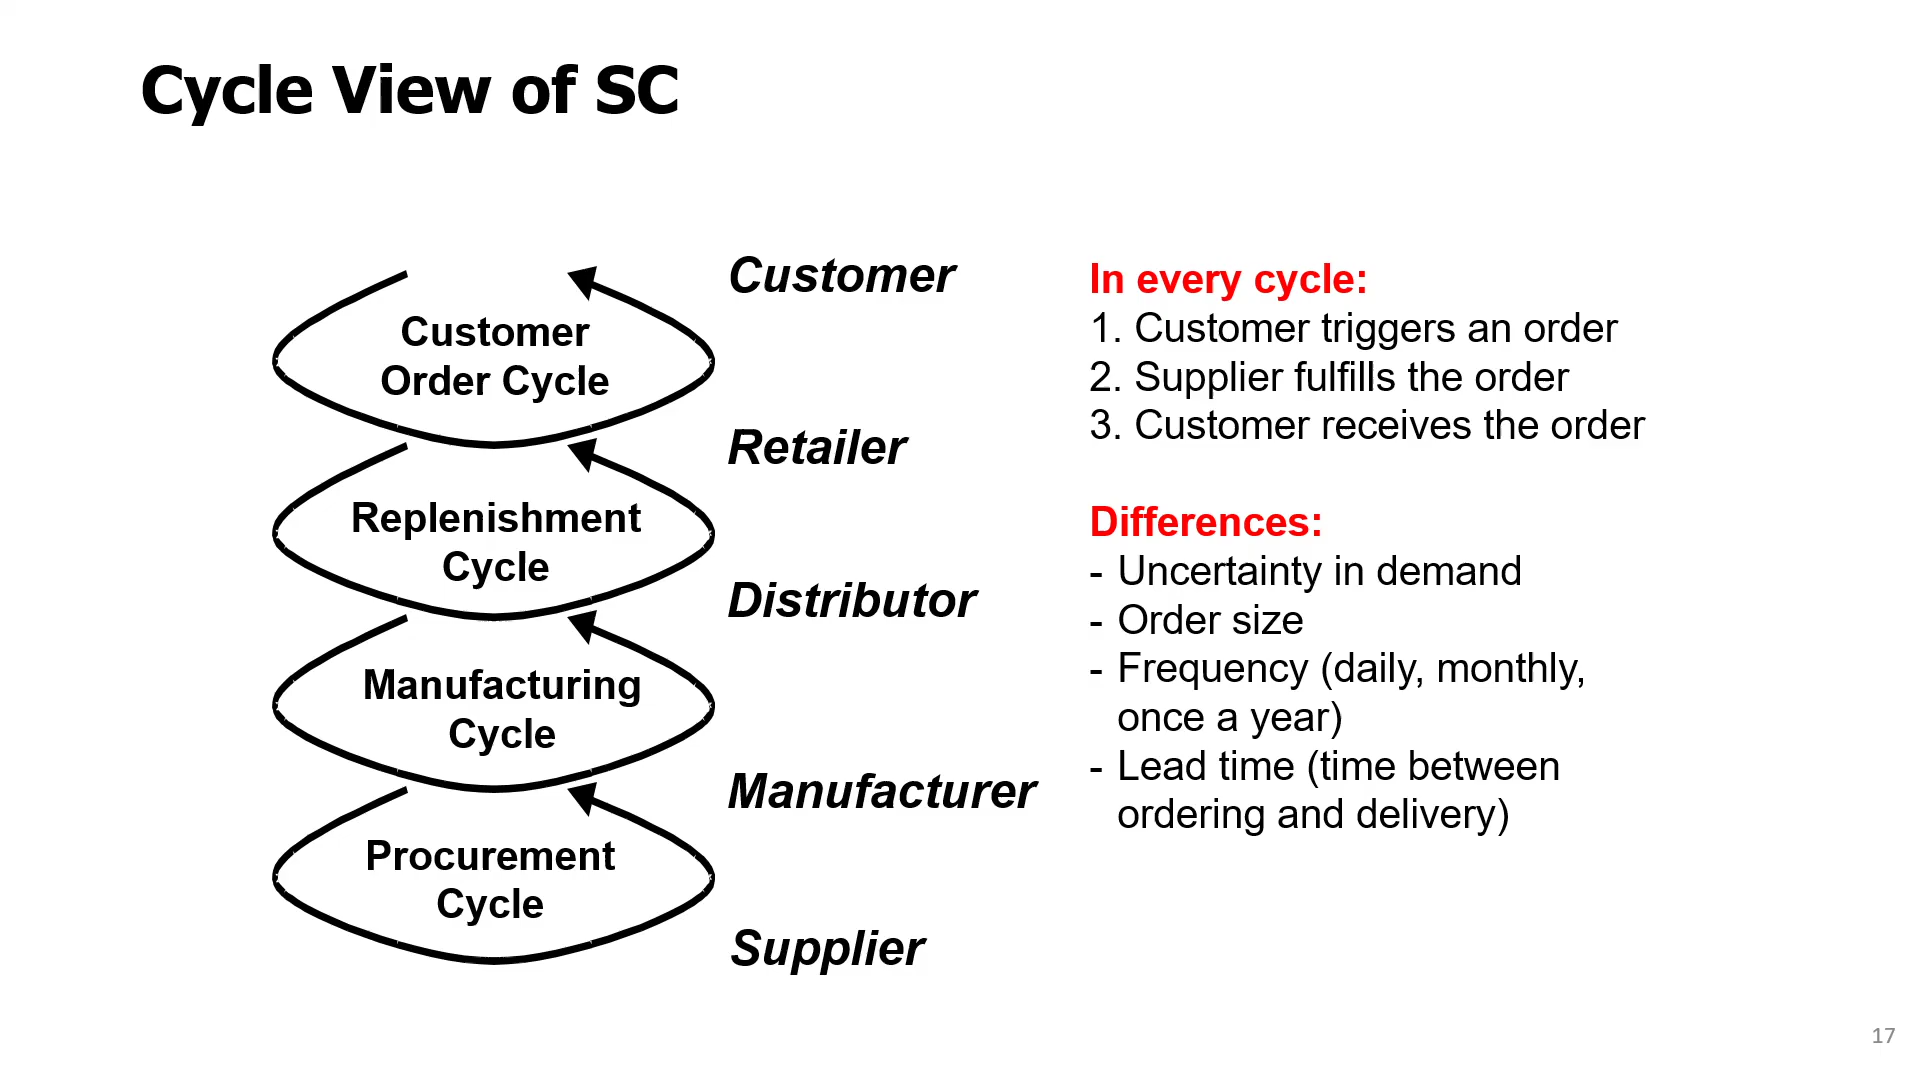 Cycle View of SC
Customer
Order Cycle
Replenishment
Cycle
Manufacturing
Cycle
Procurement
Cycle
Customer
Retailer
Distributor
Manufacturer
Supplier
In every cycle:
1. Customer triggers an order
2. Supplier fulfills the order
3. Customer receives the order
Differences:
- Uncertainty in demand
- Order size
- Frequency (daily, monthly,
once a year)
- Lead time (time between
ordering and delivery)
17